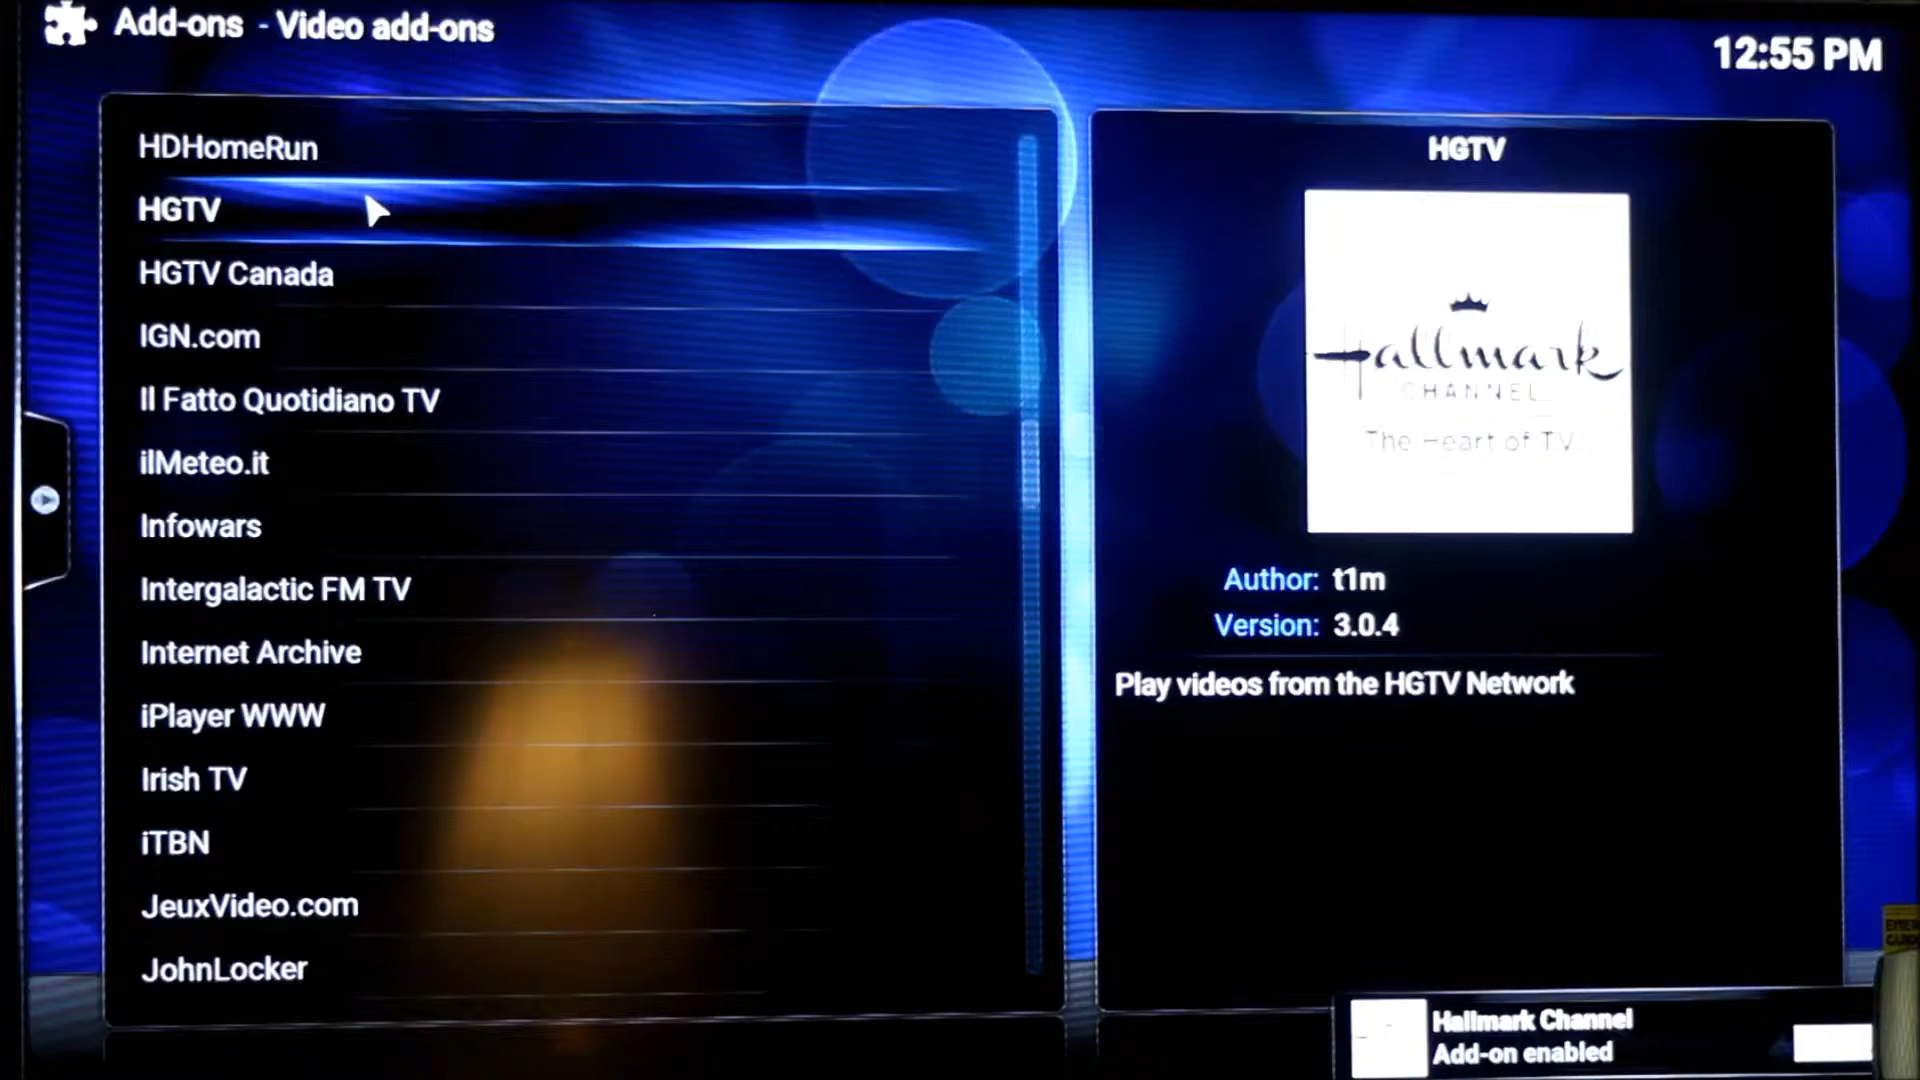 Add-ons - Video add-ons
12:55 PM
HDHomeRun
HGTV
HGTV Canada
IGN.com
Il Fatto Quotidiano TV
ilMeteo.it
Infowars
Intergalactic FM TV
Internet Archive
iPlayer WWW
Irish TV
iTBN
JeuxVideo.com
JohnLocker
HGTV
Hallmark
CHANNEL
The Heart of TV
Author: t1m
Version: 3.0.4
Play videos from the HGTV Network
Hallmark Channel
Add-on enabled